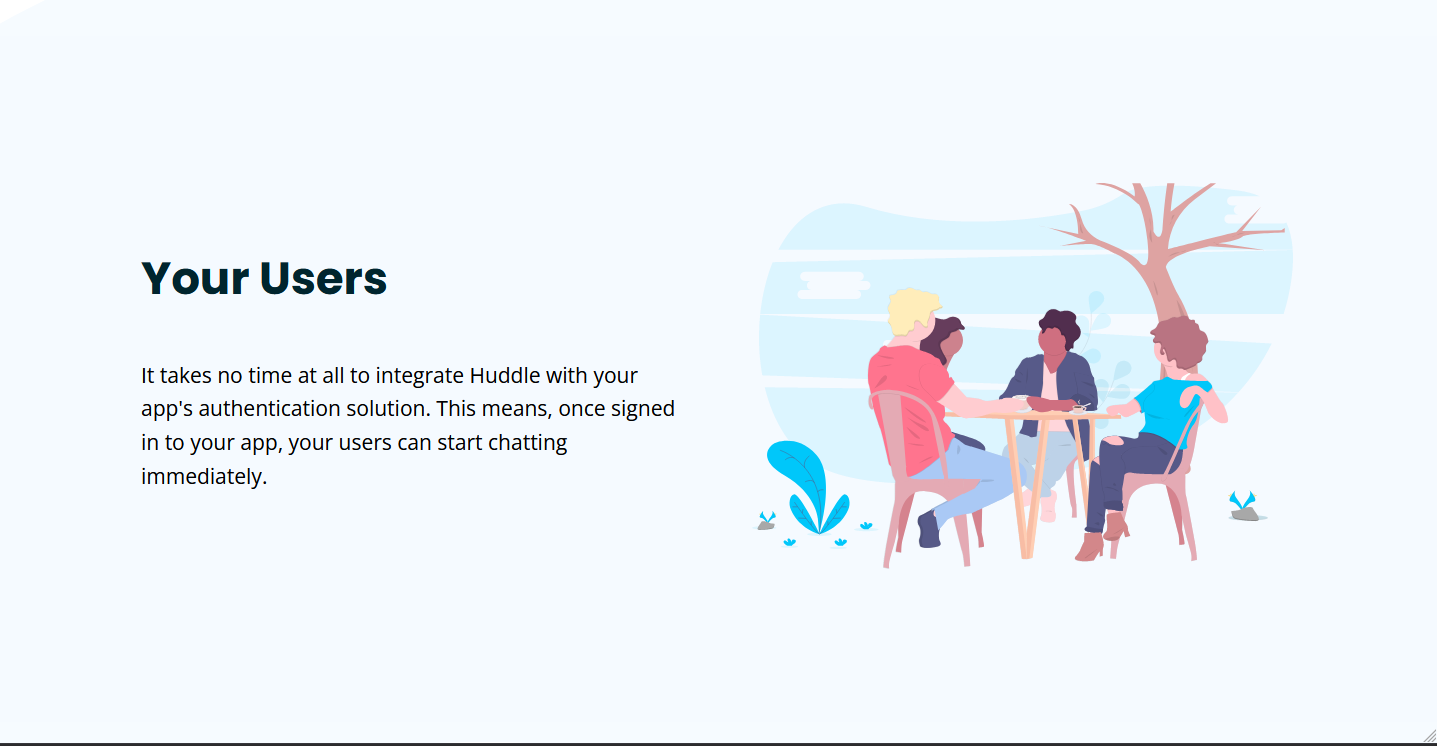 Your Users
It takes no time at all to integrate Huddle with your
app's authentication solution. This means, once signed
in to your app, your users can start chatting
immediately.